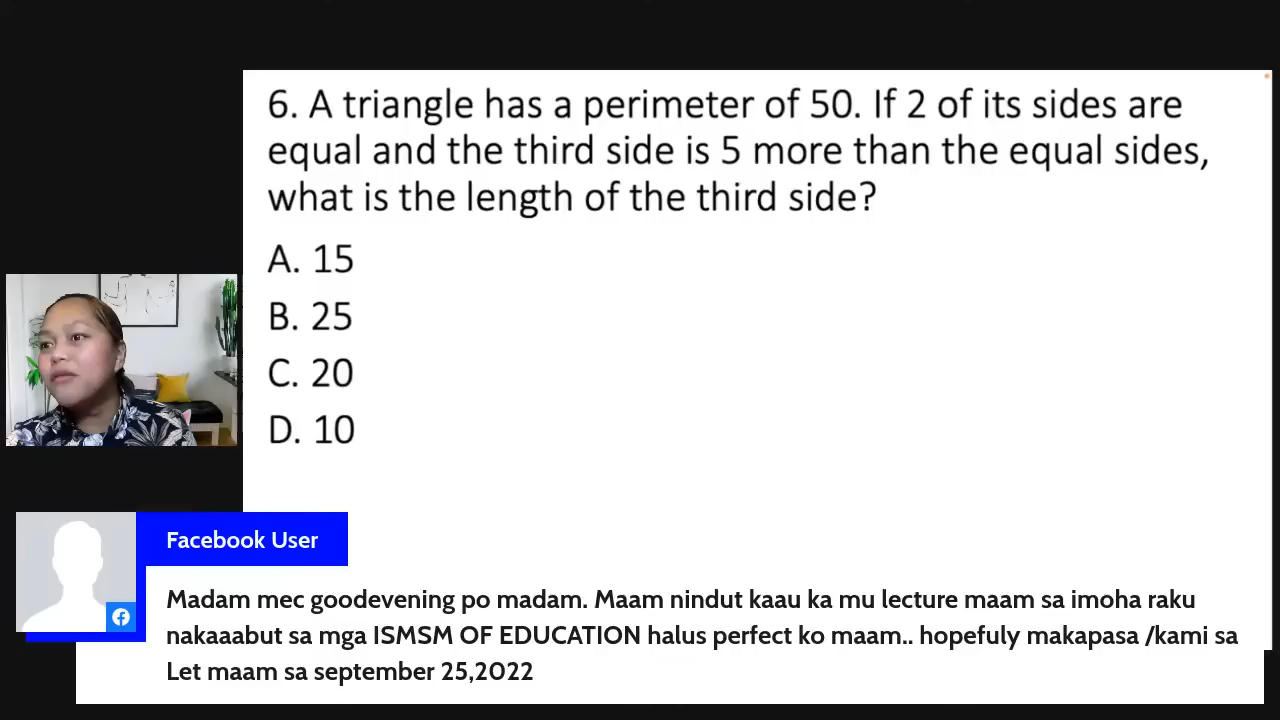 6. A triangle has a perimeter of 50. If 2 of its sides are
equal and the third side is 5 more than the equal sides,
what is the length of the third side?
A. 15
B. 25
C. 20
D. 10
Facebook User
Madam mec goodevening po madam. Maam nindut kaau ka mu lecture maam sa imoha raku
nakaaabut sa mga ISMSM OF EDUCATION halus perfect ko maam.. hopefuly makapasa /kami sa
Let maam sa september 25,2022